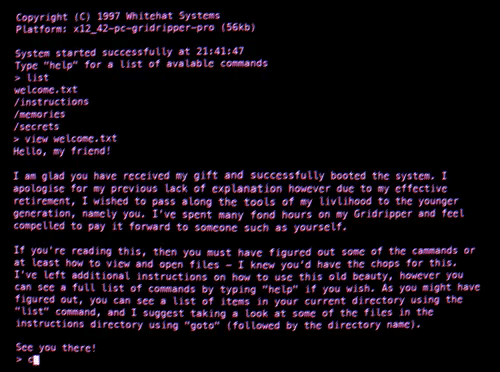 Copyright (C) 1997 Whitehat Systems
Platform: x12_42-pc-gridripper-pro (56kb)
System started successfully at 21:41:47
Type "help" for a list of avalable commands
> list
welcome.txt
/instructions
/memories
/secrets
> view welcome.txt
Hello, my friend!
I am glad you have received my gift and successfully booted the system. I
apologise for my previous lack of explanation however due to my effective
retirement, I wished to pass along the tools of my livlihood to the younger
generation, namely you. I've spent many fond hours on my Gridripper and feel
compelled to pay it forward to someone such as yourself.
If you're reading this, then you must have figured out some of the cammands or
at least how to view and open files — I knew you'd have the chops for this.
I've left additional instructions on how to use this old beauty, however you
can see a full list of commands by typing "help" if you wish. As you might have
figured out, you can see a list of items in your current directory using the
"list" command, and I suggest taking a look at some of the files in the
instructions directory using "goto" (followed by the directory name).
See you there!
> c